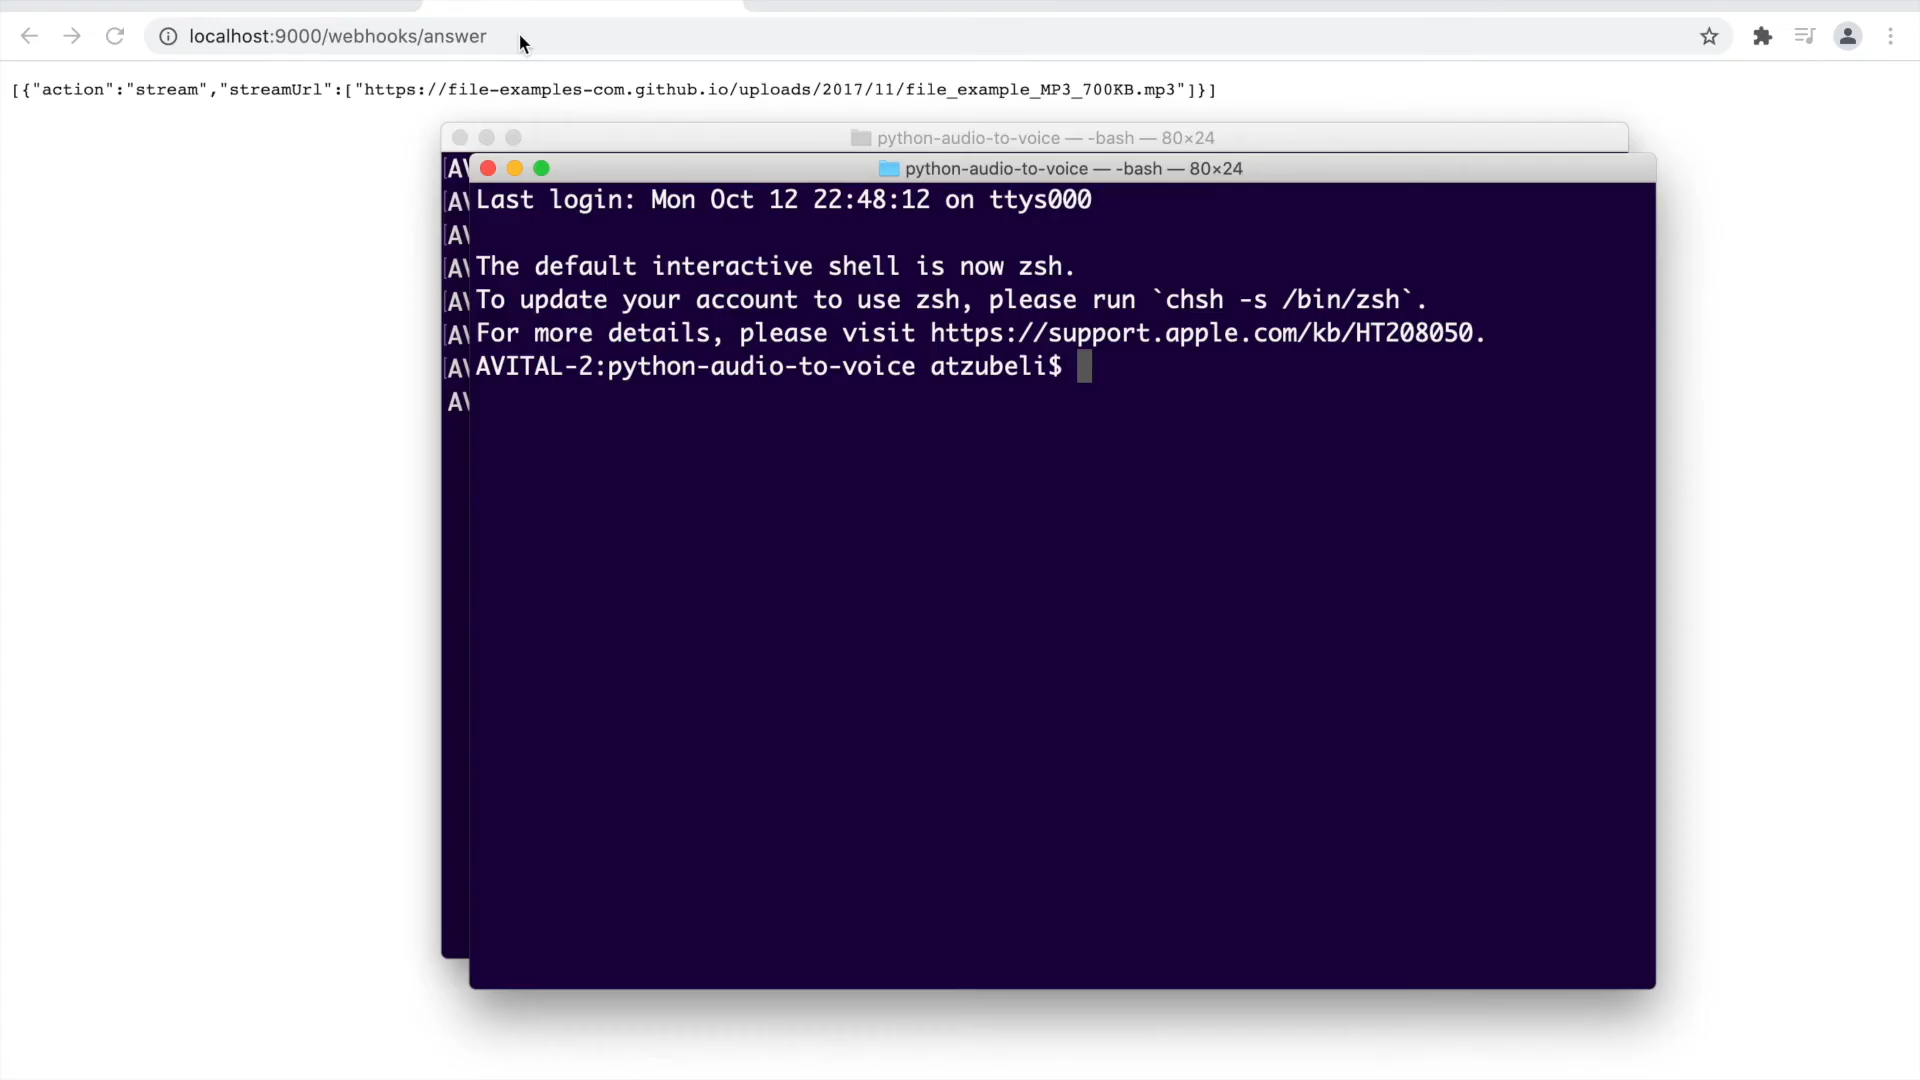 localhost:9000/webhooks/answer
[{"action":"stream","streamUrl":["https://file-examples-com.github.io/uploads/2017/11/file_example_MP3_700KB.mp3"]}]
python-audio-to-voice — -bash — 80×24
python-audio-to-voice — -bash — 80×24
Last login: Mon Oct 12 22:48:12 on ttys000
The default interactive shell is now zsh.
To update your account to use zsh, please run `chsh -s /bin/zsh`.
For more details, please visit https://support.apple.com/kb/HT208050.
AVITAL-2:python-audio-to-voice atzubeli$